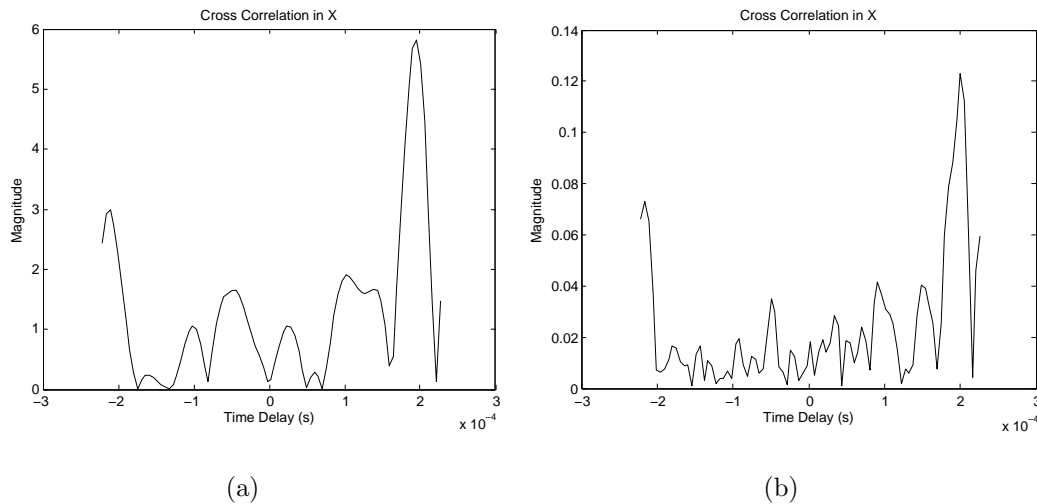 Cross Correlation in X
6
5
4
3
2
1
0
Magnitude
−3 −2 −1 0 1 2 3
Time Delay (s)
x 10⁻⁴
(a)
Cross Correlation in X
0.14
0.12
0.1
0.08
0.06
0.04
0.02
0
Magnitude
−3 −2 −1 0 1 2 3
Time Delay (s)
x 10⁻⁴
(b)